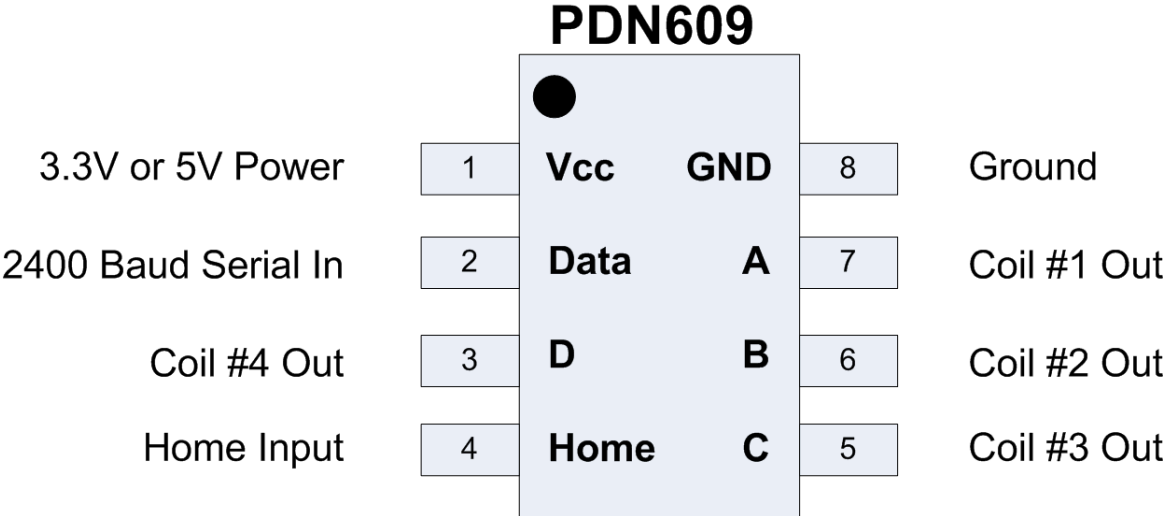 PDN609
3.3V or 5V Power 1 Vcc GND 8 Ground
2400 Baud Serial In 2 Data A 7 Coil #1 Out
Coil #4 Out 3 D B 6 Coil #2 Out
Home Input 4 Home C 5 Coil #3 Out